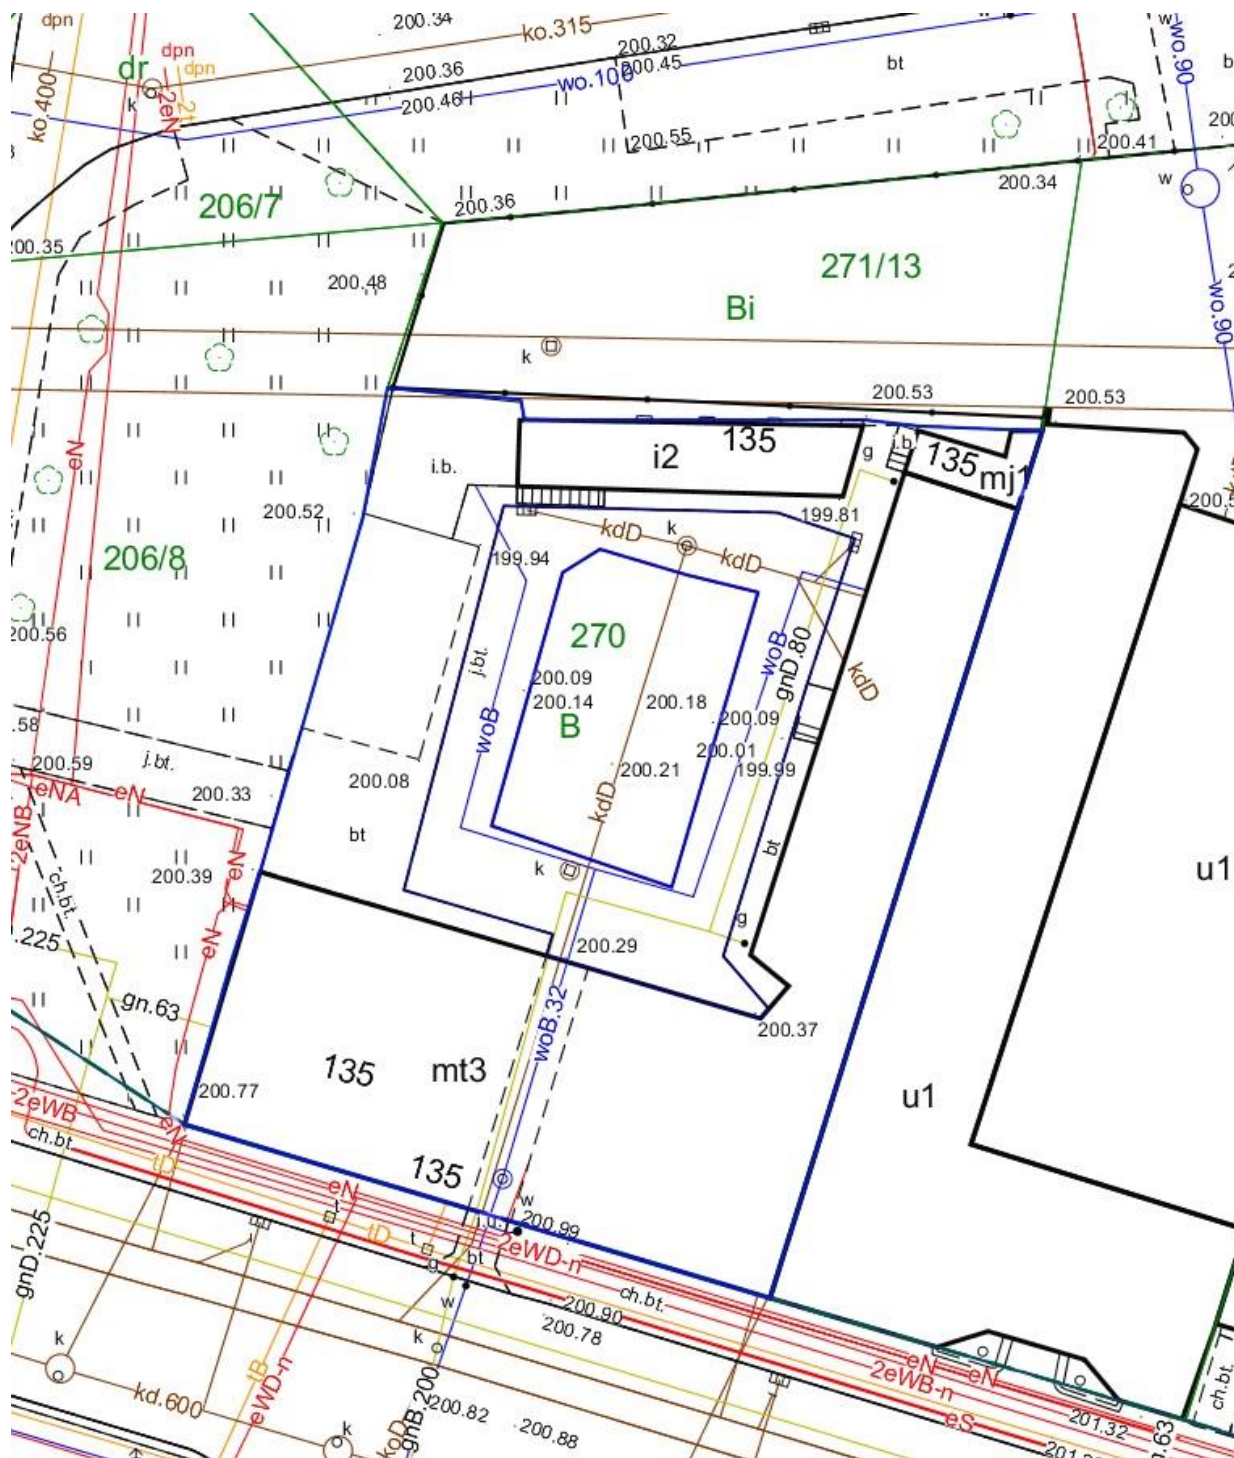 dpn
200.34
ko.315
w
200.32
dpn
dpn
dr
200.36
200.45
bt
wo.90
ko.400
k
2eN
2t
200.46
wo.100
200.55
200.41
206/7
200.36
200.34
w
200.35
271/13
200.48
Bi
wo.90
k
200.53
200.53
135
i2
g
i.b.
135
mj1
eN
i.b.
200.52
199.81
kdD
k
kdD
199.94
206/8
200.56
270
j.bt.
woB
gnD.80
kdD
200.09
200.14
200.18
200.09
B
woB
200.01
.58
200.59
j.bt.
200.21
199.99
200.08
200.33
eNA
eN
kdD
2eNB
bt
bt
eN
200.39
k
u1
ch.bt.
g
.225
eN
200.29
gn.63
woB.32
200.37
135
mt3
200.77
u1
2eWB
eN
ch.bt
tD
135
eN
w
t
200.99
j.u.
tD
t
g
bt
2eWD-n
ch.bt.
gnD.225
w
200.90
200.78
k
k
eN
eN
2eWB-n
tB
eWD-n
kd.600
gnB.200
200.82
200.88
eS
201.32
ch.bt.
k
koD
.63